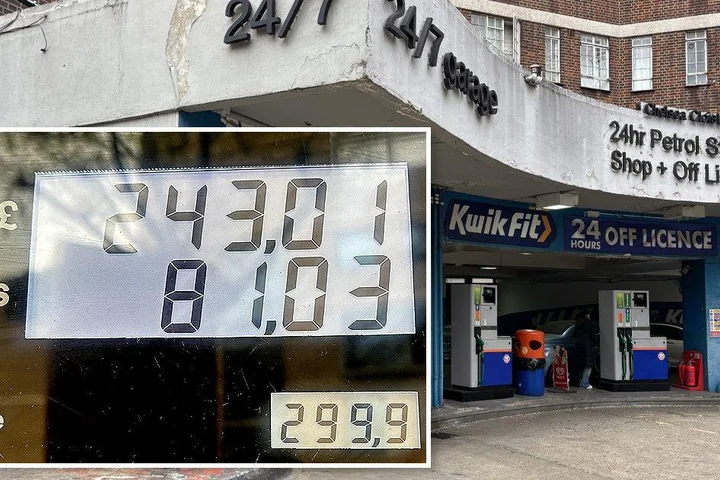 24/7
24/7 garage
24hr Petrol
Shop + Off
KwikFit
24 HOURS OFF LICENCE
£ 243,01
81,03
299,9